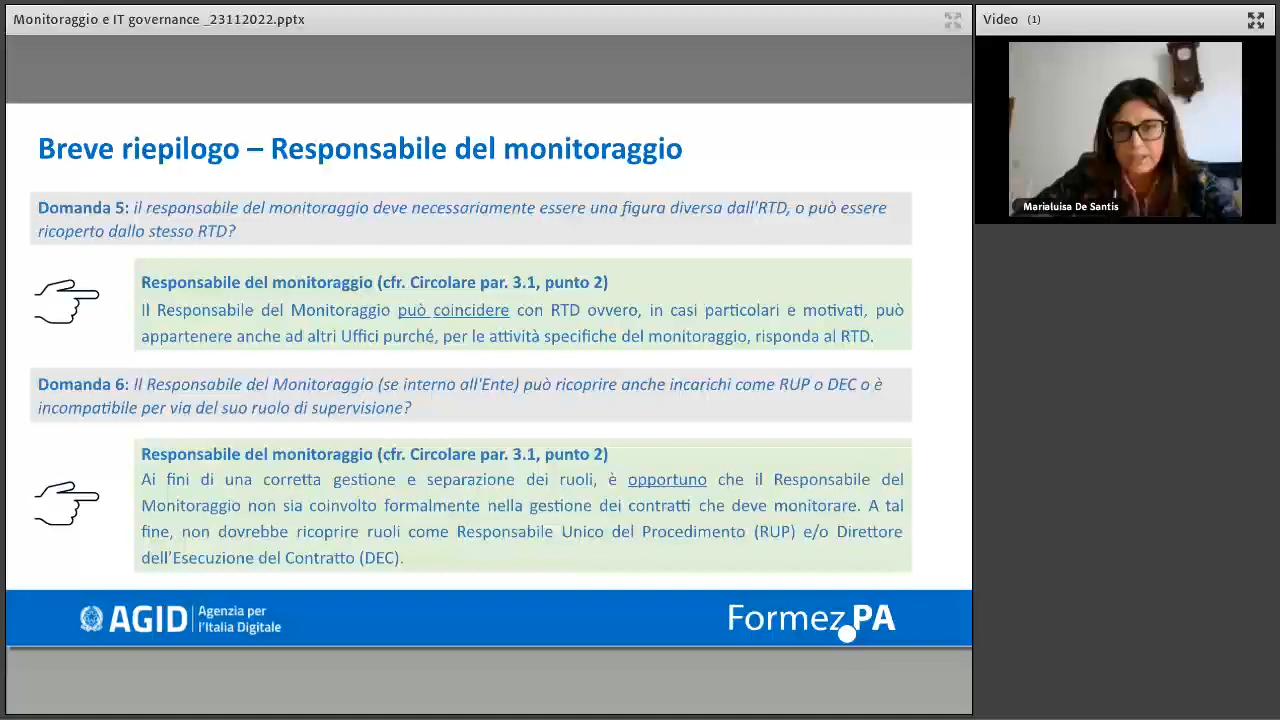 Monitoraggio e IT governance _23112022.pptx
Video (1)
Marialuisa De Santis
Breve riepilogo – Responsabile del monitoraggio
Domanda 5: il responsabile del monitoraggio deve necessariamente essere una figura diversa dall'RTD, o può essere
ricoperto dallo stesso RTD?
Responsabile del monitoraggio (cfr. Circolare par. 3.1, punto 2)
Il Responsabile del Monitoraggio può coincidere con RTD ovvero, in casi particolari e motivati, può
appartenere anche ad altri Uffici purché, per le attività specifiche del monitoraggio, risponda al RTD.
Domanda 6: Il Responsabile del Monitoraggio (se interno all'Ente) può ricoprire anche incarichi come RUP o DEC o è
incompatibile per via del suo ruolo di supervisione?
Responsabile del monitoraggio (cfr. Circolare par. 3.1, punto 2)
Ai fini di una corretta gestione e separazione dei ruoli, è opportuno che il Responsabile del
Monitoraggio non sia coinvolto formalmente nella gestione dei contratti che deve monitorare. A tal
fine, non dovrebbe ricoprire ruoli come Responsabile Unico del Procedimento (RUP) e/o Direttore
dell'Esecuzione del Contratto (DEC).
AGID
Agenzia per
l'Italia Digitale
Formez PA